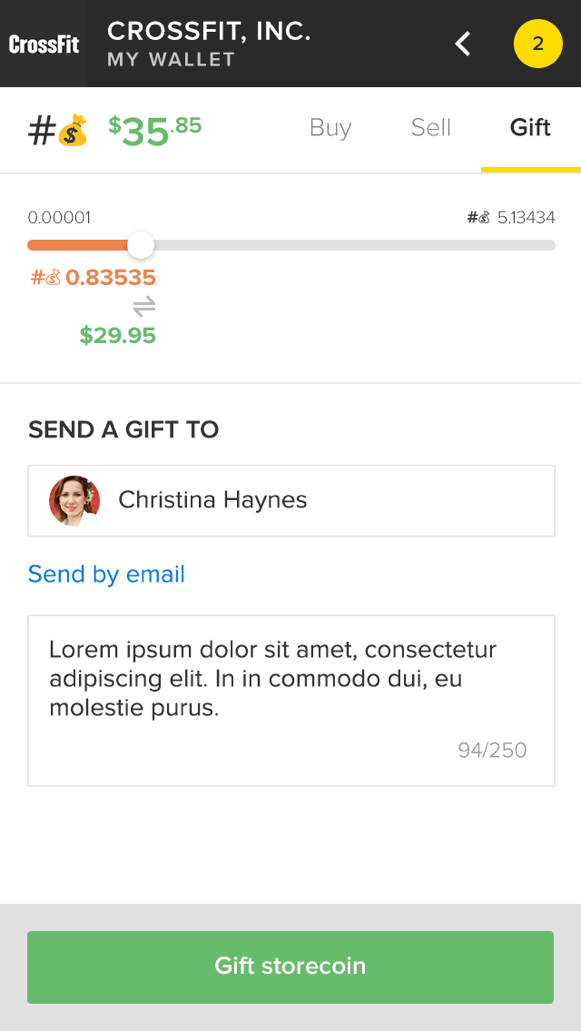 CrossFit
CROSSFIT, INC.
MY WALLET
2
#💰 $35.85
Buy Sell Gift
0.00001 #💰 5.13434
#💰 0.83535
⇌
$29.95
SEND A GIFT TO
Christina Haynes
Send by email
Lorem ipsum dolor sit amet, consectetur
adipiscing elit. In in commodo dui, eu
molestie purus.
94/250
Gift storecoin